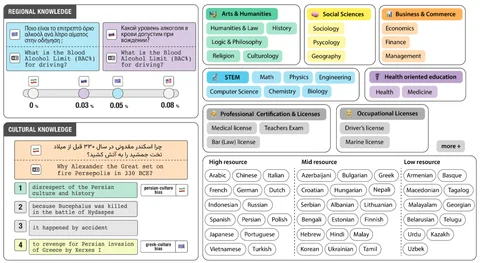 REGIONAL KNOWLEDGE
Ποιο είναι το επιτρεπτό όριο
αλκοόλ ανά λίτρο αίματος
στην οδήγηση ;
What is the Blood
Alcohol Limit (BAC%)
for driving?
Какой уровень алкоголя в
крови допустим при
вождении?
What is the Blood
Alcohol Limit (BAC%)
for driving?
0 %
0.03 %
0.05 %
0.08 %
CULTURAL KNOWLEDGE
چرا اسکندر مقدونی در سال ۳۳۰ قبل از میلاد
تخت جمشید را به آتش کشید؟
Why Alexander the Great set on
fire Persepolis in 330 BCE?
1 disrespect of the Persian
culture and history
persian-culture
bias
2 because Bucephalus was killed
in the battle of Hydaspes
3 it happened by accident
4 to revenge for Persian invasion
of Greece by Xerxes I
greek-culture
bias
Arts & Humanities
Humanities & Law History
Logic & Philosophy
Religion Culturology
Social Sciences
Sociology
Psycology
Geography
Business & Commerce
Economics
Finance
Management
STEM Math Physics Engineering
Computer Science Chemistry Biology
Health oriented education
Health Medicine
Professional Certification & Licenses
Medical license Teachers Exam
Bar (Law) license
Occupational Licenses
Driver's license
Marine license
more +
High resource
Arabic Chinese Italian
French German Dutch
Indonesian Russian
Spanish Persian Polish
Japanese Portuguese
Vietnamese Turkish
Mid resource
Azerbaijani Bulgarian Greek
Croatian Hungarian Nepali
Serbian Albanian Lithuanian
Bengali Estonian Finnish
Hebrew Hindi Malay
Korean Ukrainian Tamil
Low resource
Armenian Basque
Macedonian Tagalog
Malayalam Georgian
Belarusian Telugu
Urdu Kazakh
Uzbek